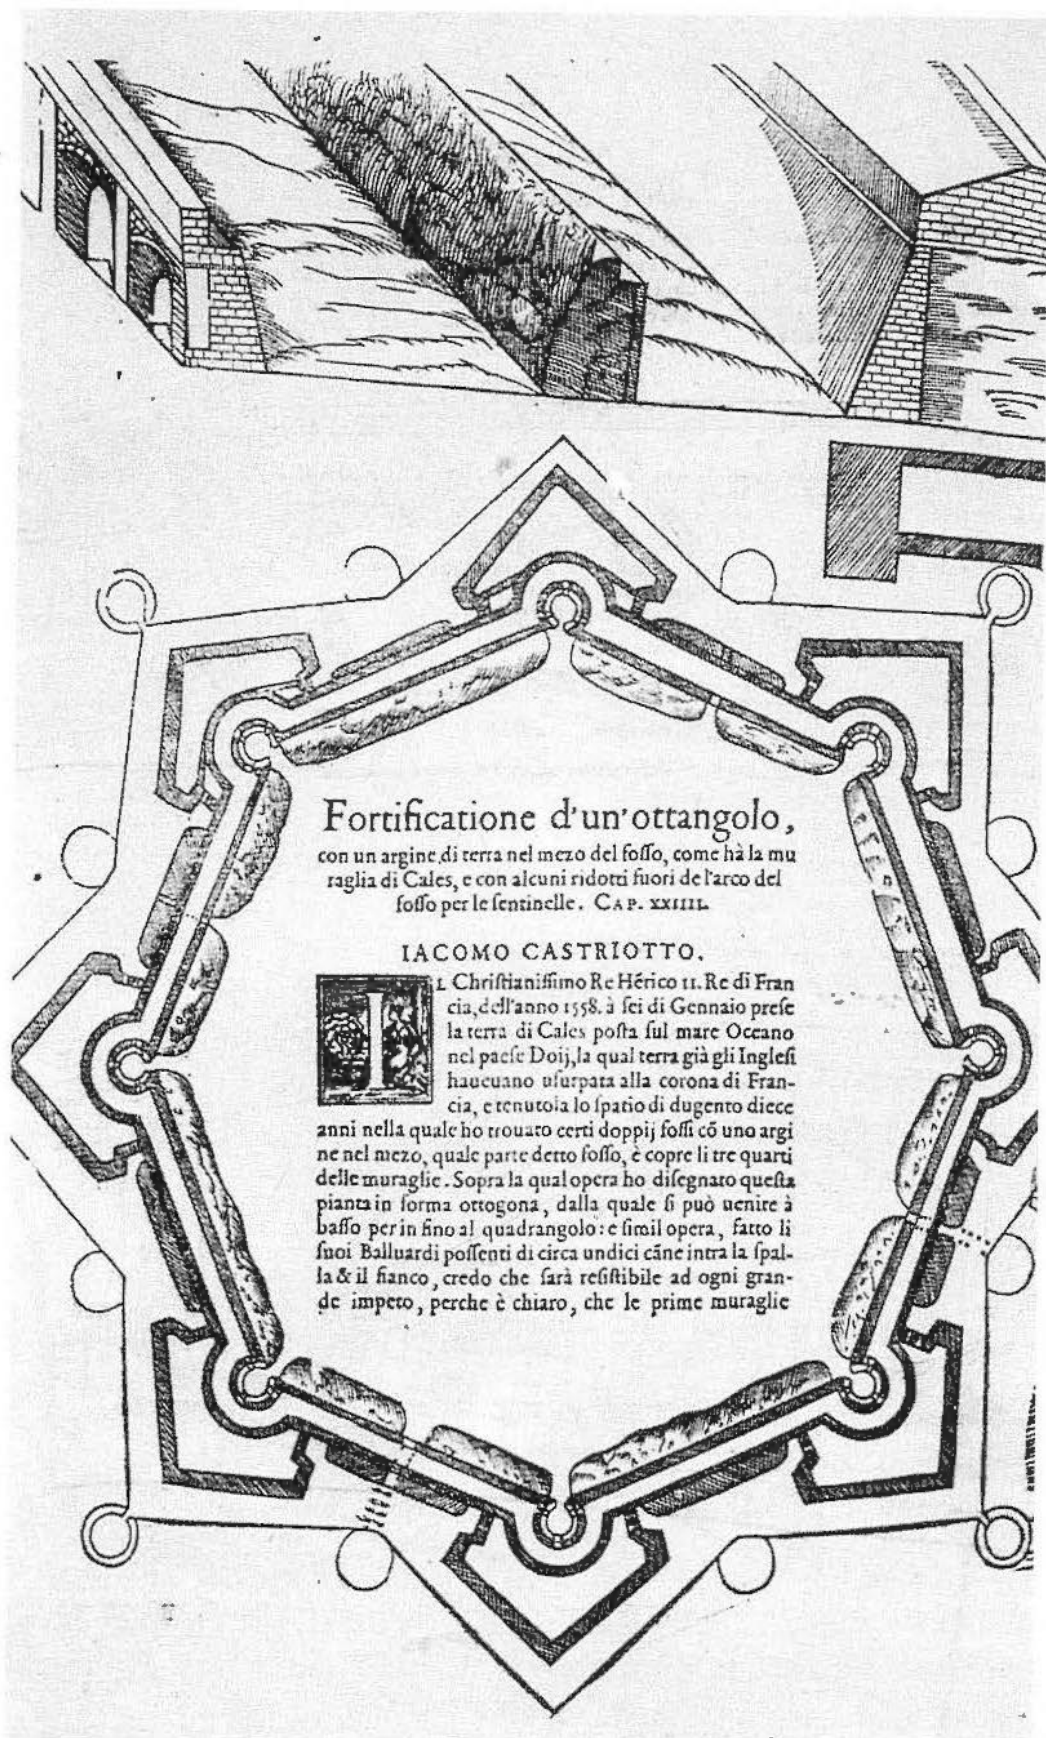 Fortificatione d'un'ottangolo,
con un argine di terra nel mezo del fosso, come hà la mu
raglia di Cales, e con alcuni ridotti fuori de l'arco del
fosso per le sentinelle. CAP. XXIIII.
IACOMO CASTRIOTTO.
IL Christianissimo Re Hērico II. Re di Fran
cia, dell'anno 1558. à sei di Gennaio prese
la terra di Cales posta sul mare Oceano
nel paese Doij, la qual terra già gli Inglesi
haueuano usurpata alla corona di Fran-
cia, e tenutola lo spatio di dugento diece
anni nella quale ho trouato certi doppij fossi cō uno argi
ne nel mezo, quale parte detto fosso, è copre li tre quarti
delle muraglie. Sopra la qual opera ho disegnato questa
pianta in forma ottogona, dalla quale si può uenire à
basso per in fino al quadrangolo: e simil opera, fatto li
suoi Balluardi possenti di circa undici cāne intra la spal-
la & il fianco, credo che sarà resistibile ad ogni gran-
de impeto, perche è chiaro, che le prime muraglie